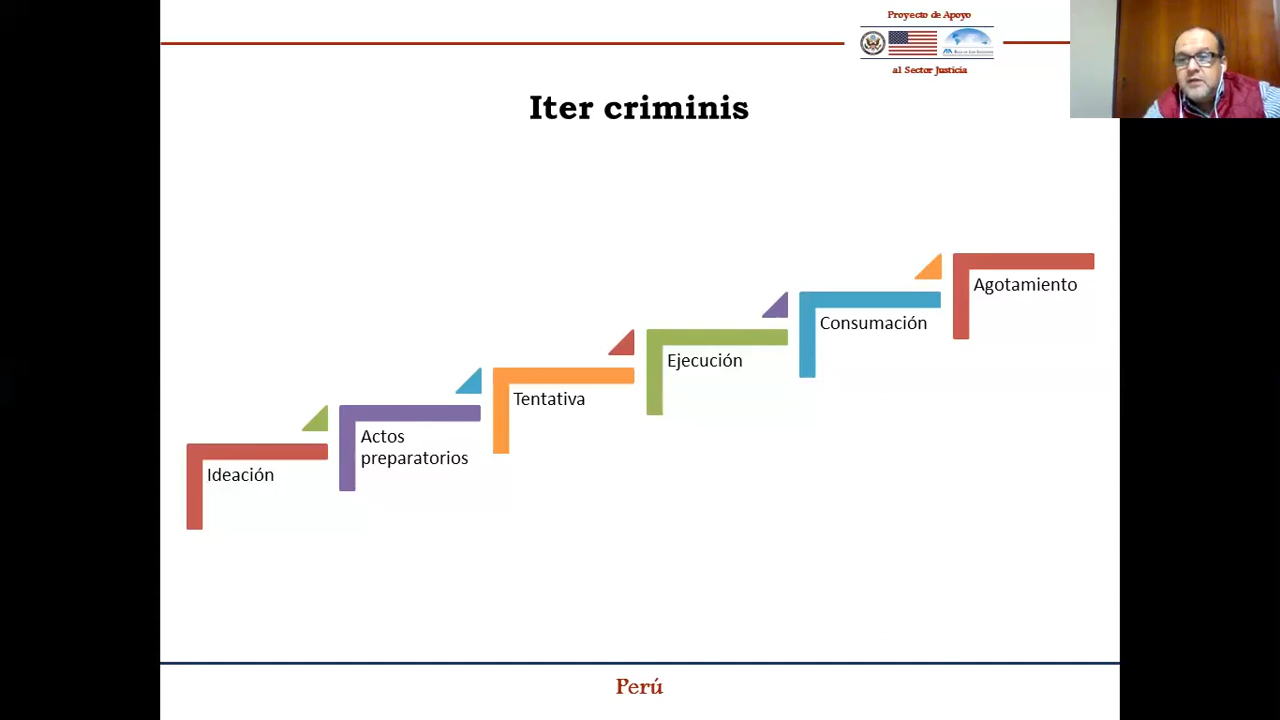 Proyecto de Apoyo
al Sector Justicia
Iter criminis
Ideación
Actos
preparatorios
Tentativa
Ejecución
Consumación
Agotamiento
Perú